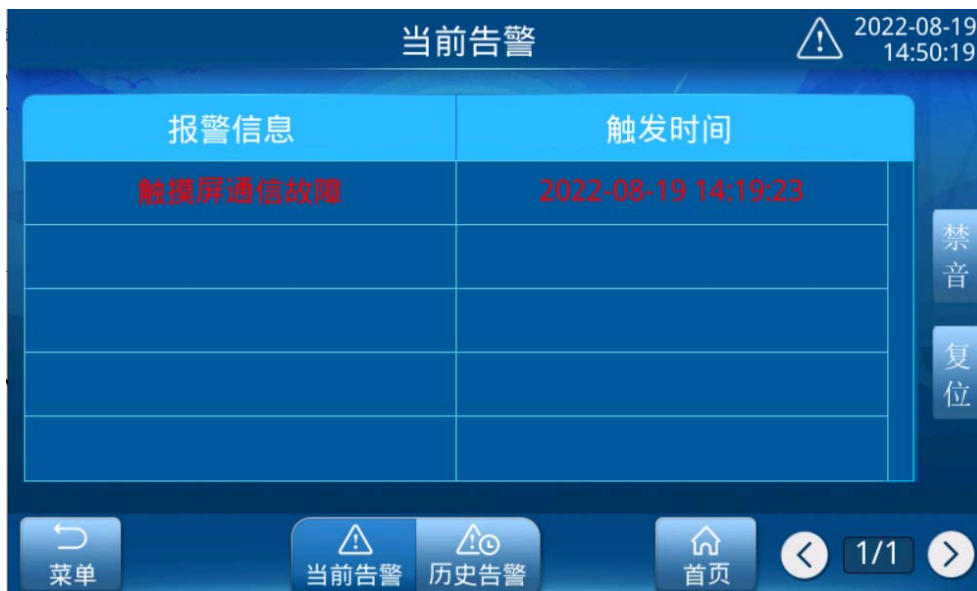 当前告警
2022-08-19
14:50:19
报警信息 触发时间
触摸屏通信故障 2022-08-19 14:19:23
禁音
复位
菜单
当前告警
历史告警
首页
1/1